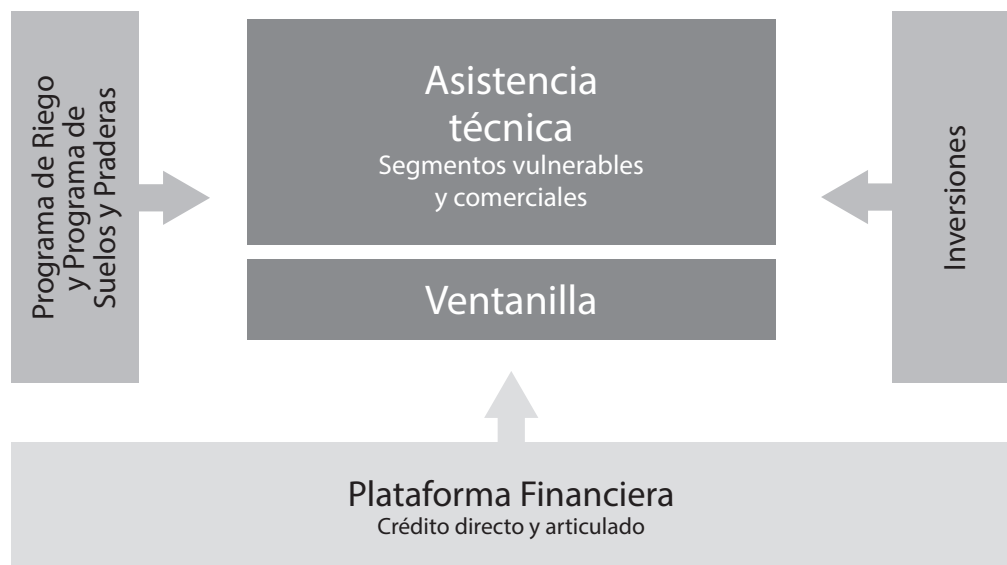 Programa de Riego
y Programa de
Suelos y Praderas
Asistencia
técnica
Segmentos vulnerables
y comerciales
Ventanilla
Inversiones
Plataforma Financiera
Crédito directo y articulado